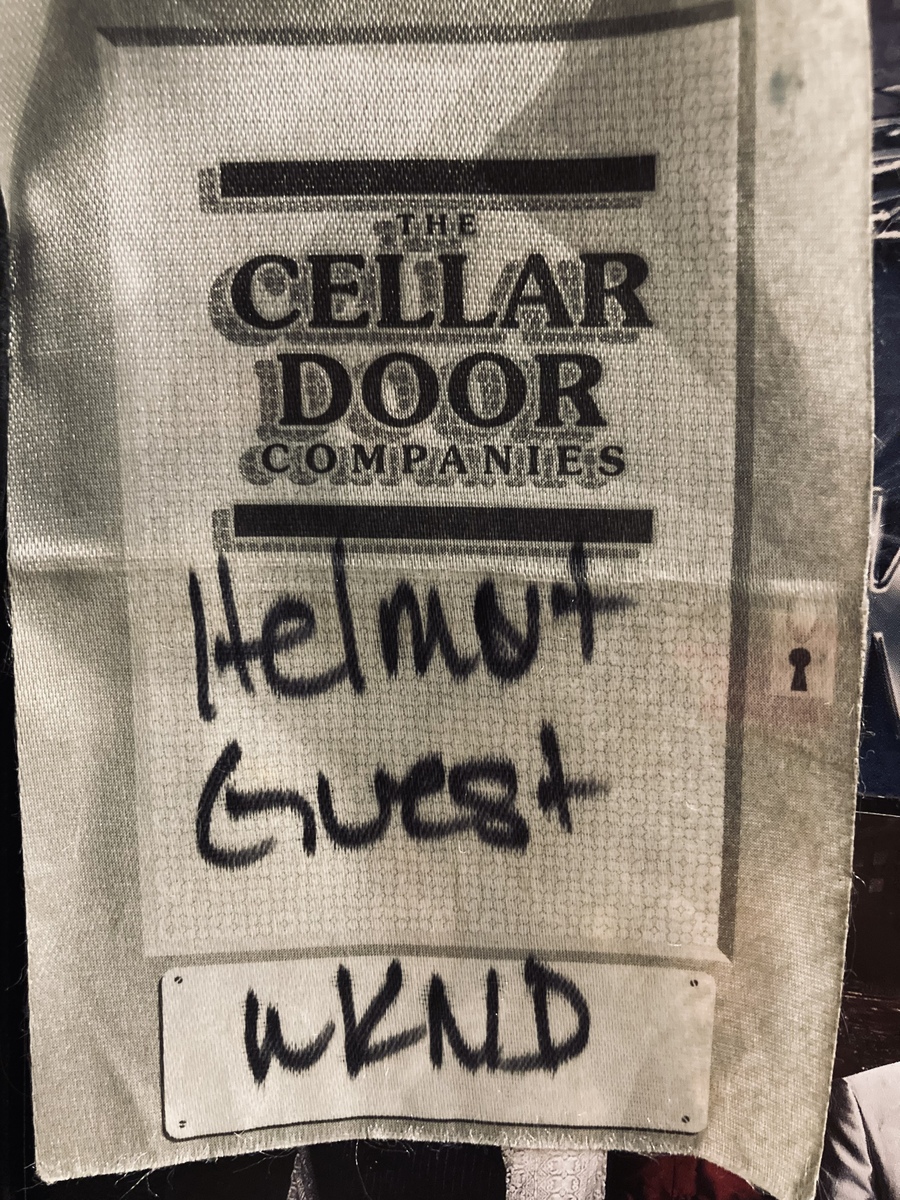 THE
CELLAR
DOOR
COMPANIES
Helmut
Guest
WKND